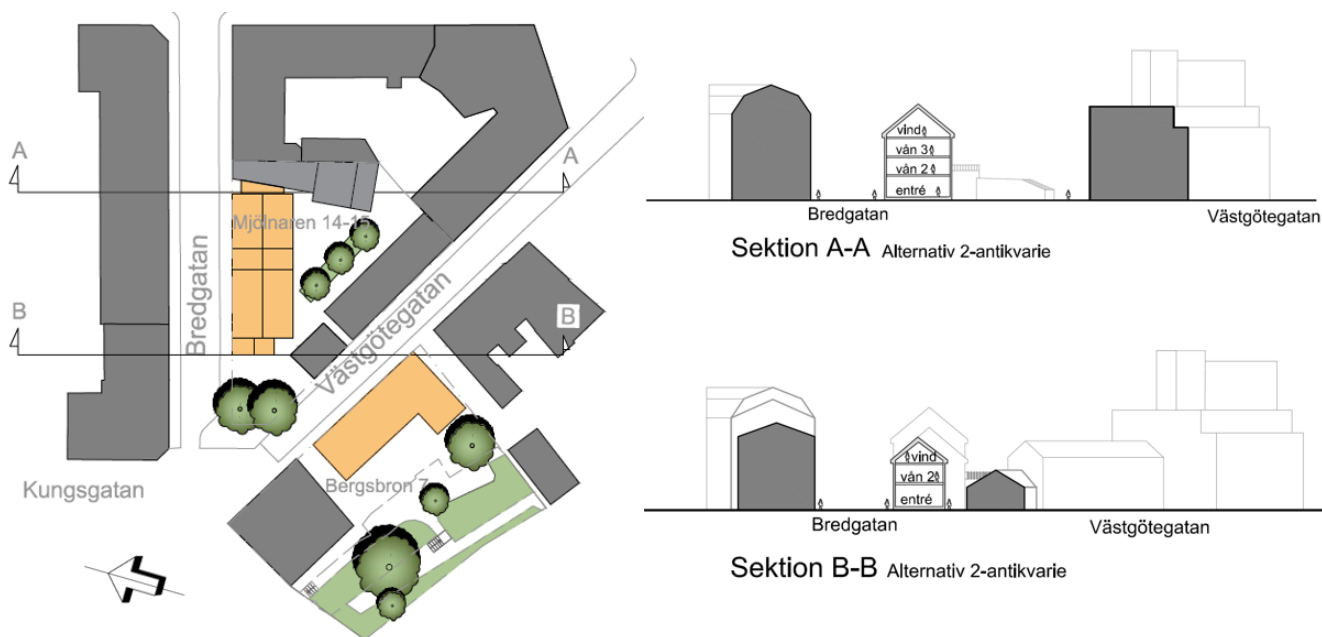 A
A
Bredgatan
Mjölnaren 14-15
B
B
Västgötegatan
Kungsgatan
Bergsbron 7
vind
vån 3
vån 2
entré
Bredgatan
Västgötegatan
Sektion A-A Alternativ 2-antikvarie
vind
vån 2
entré
Bredgatan
Västgötegatan
Sektion B-B Alternativ 2-antikvarie